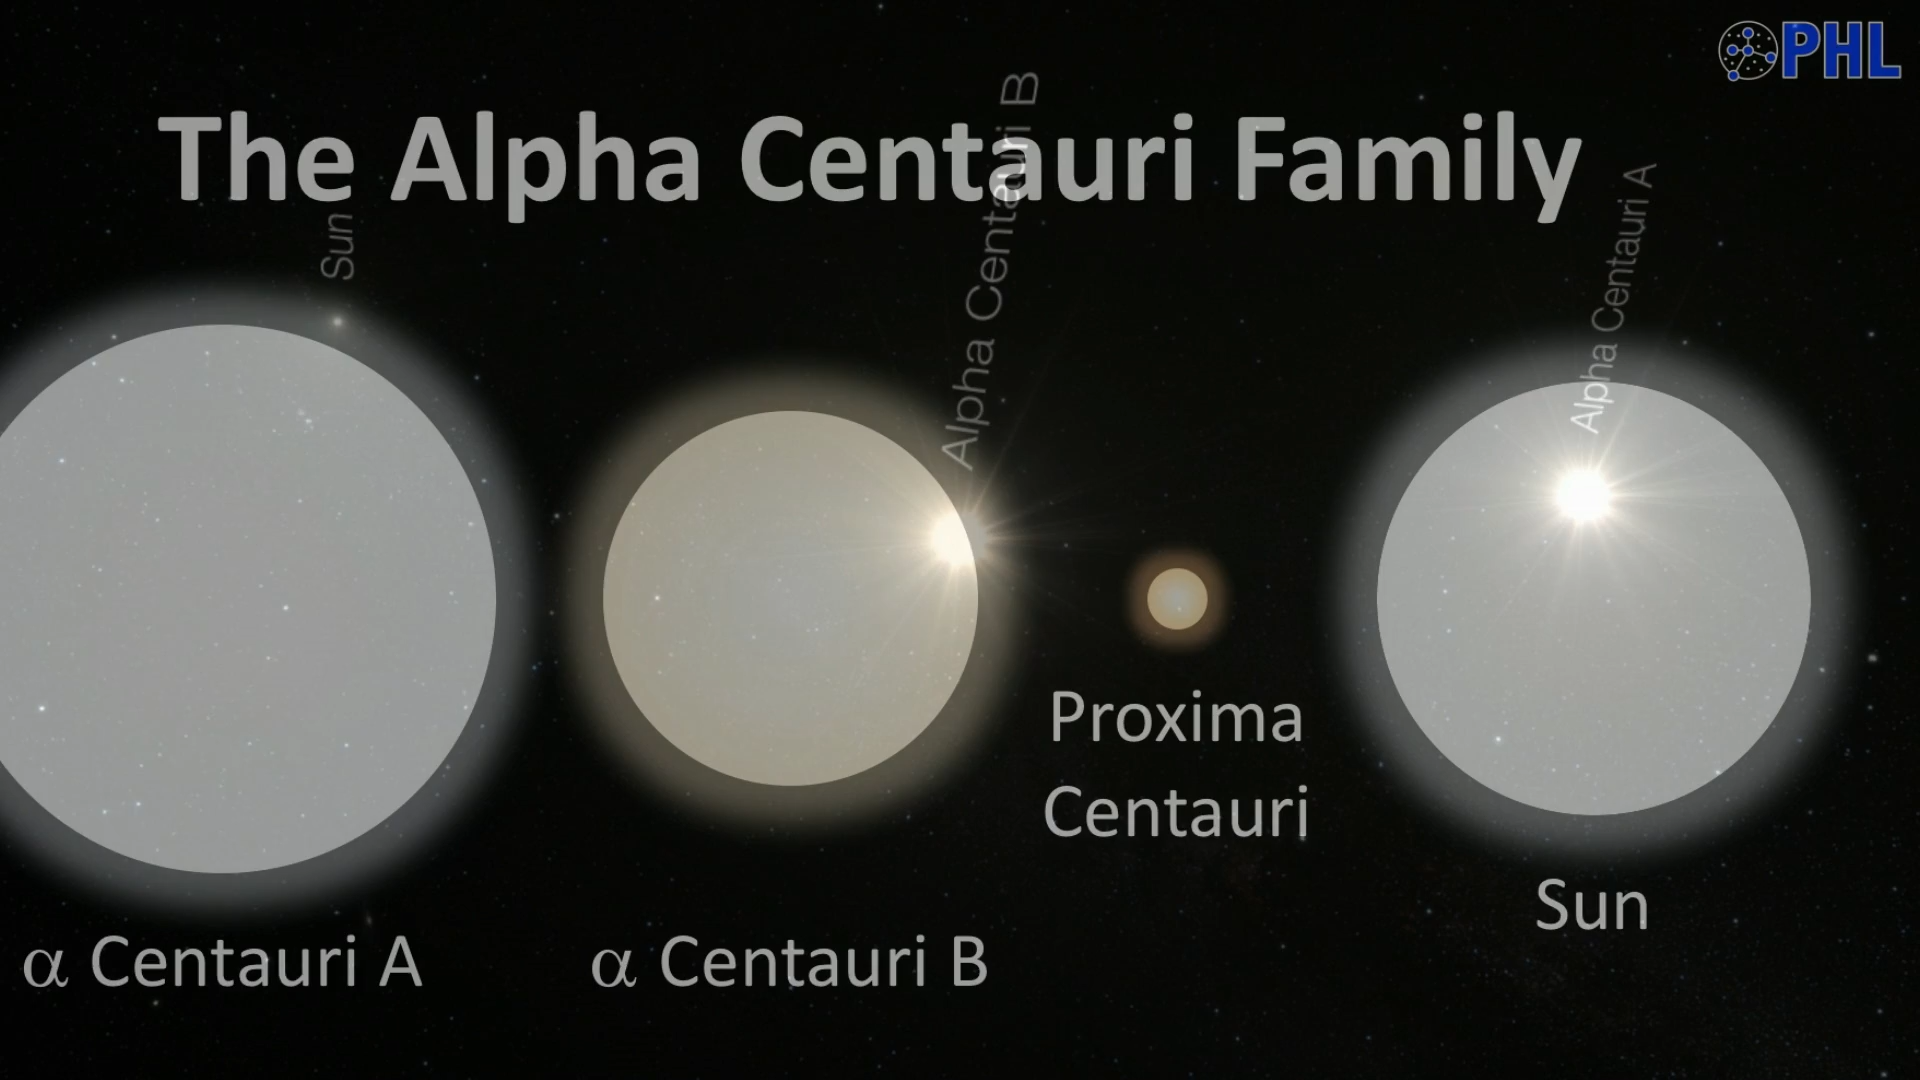 PHL
The Alpha Centauri Family
Sun
Alpha Centauri B
Alpha Centauri A
Proxima
Centauri
Sun
α Centauri A
α Centauri B